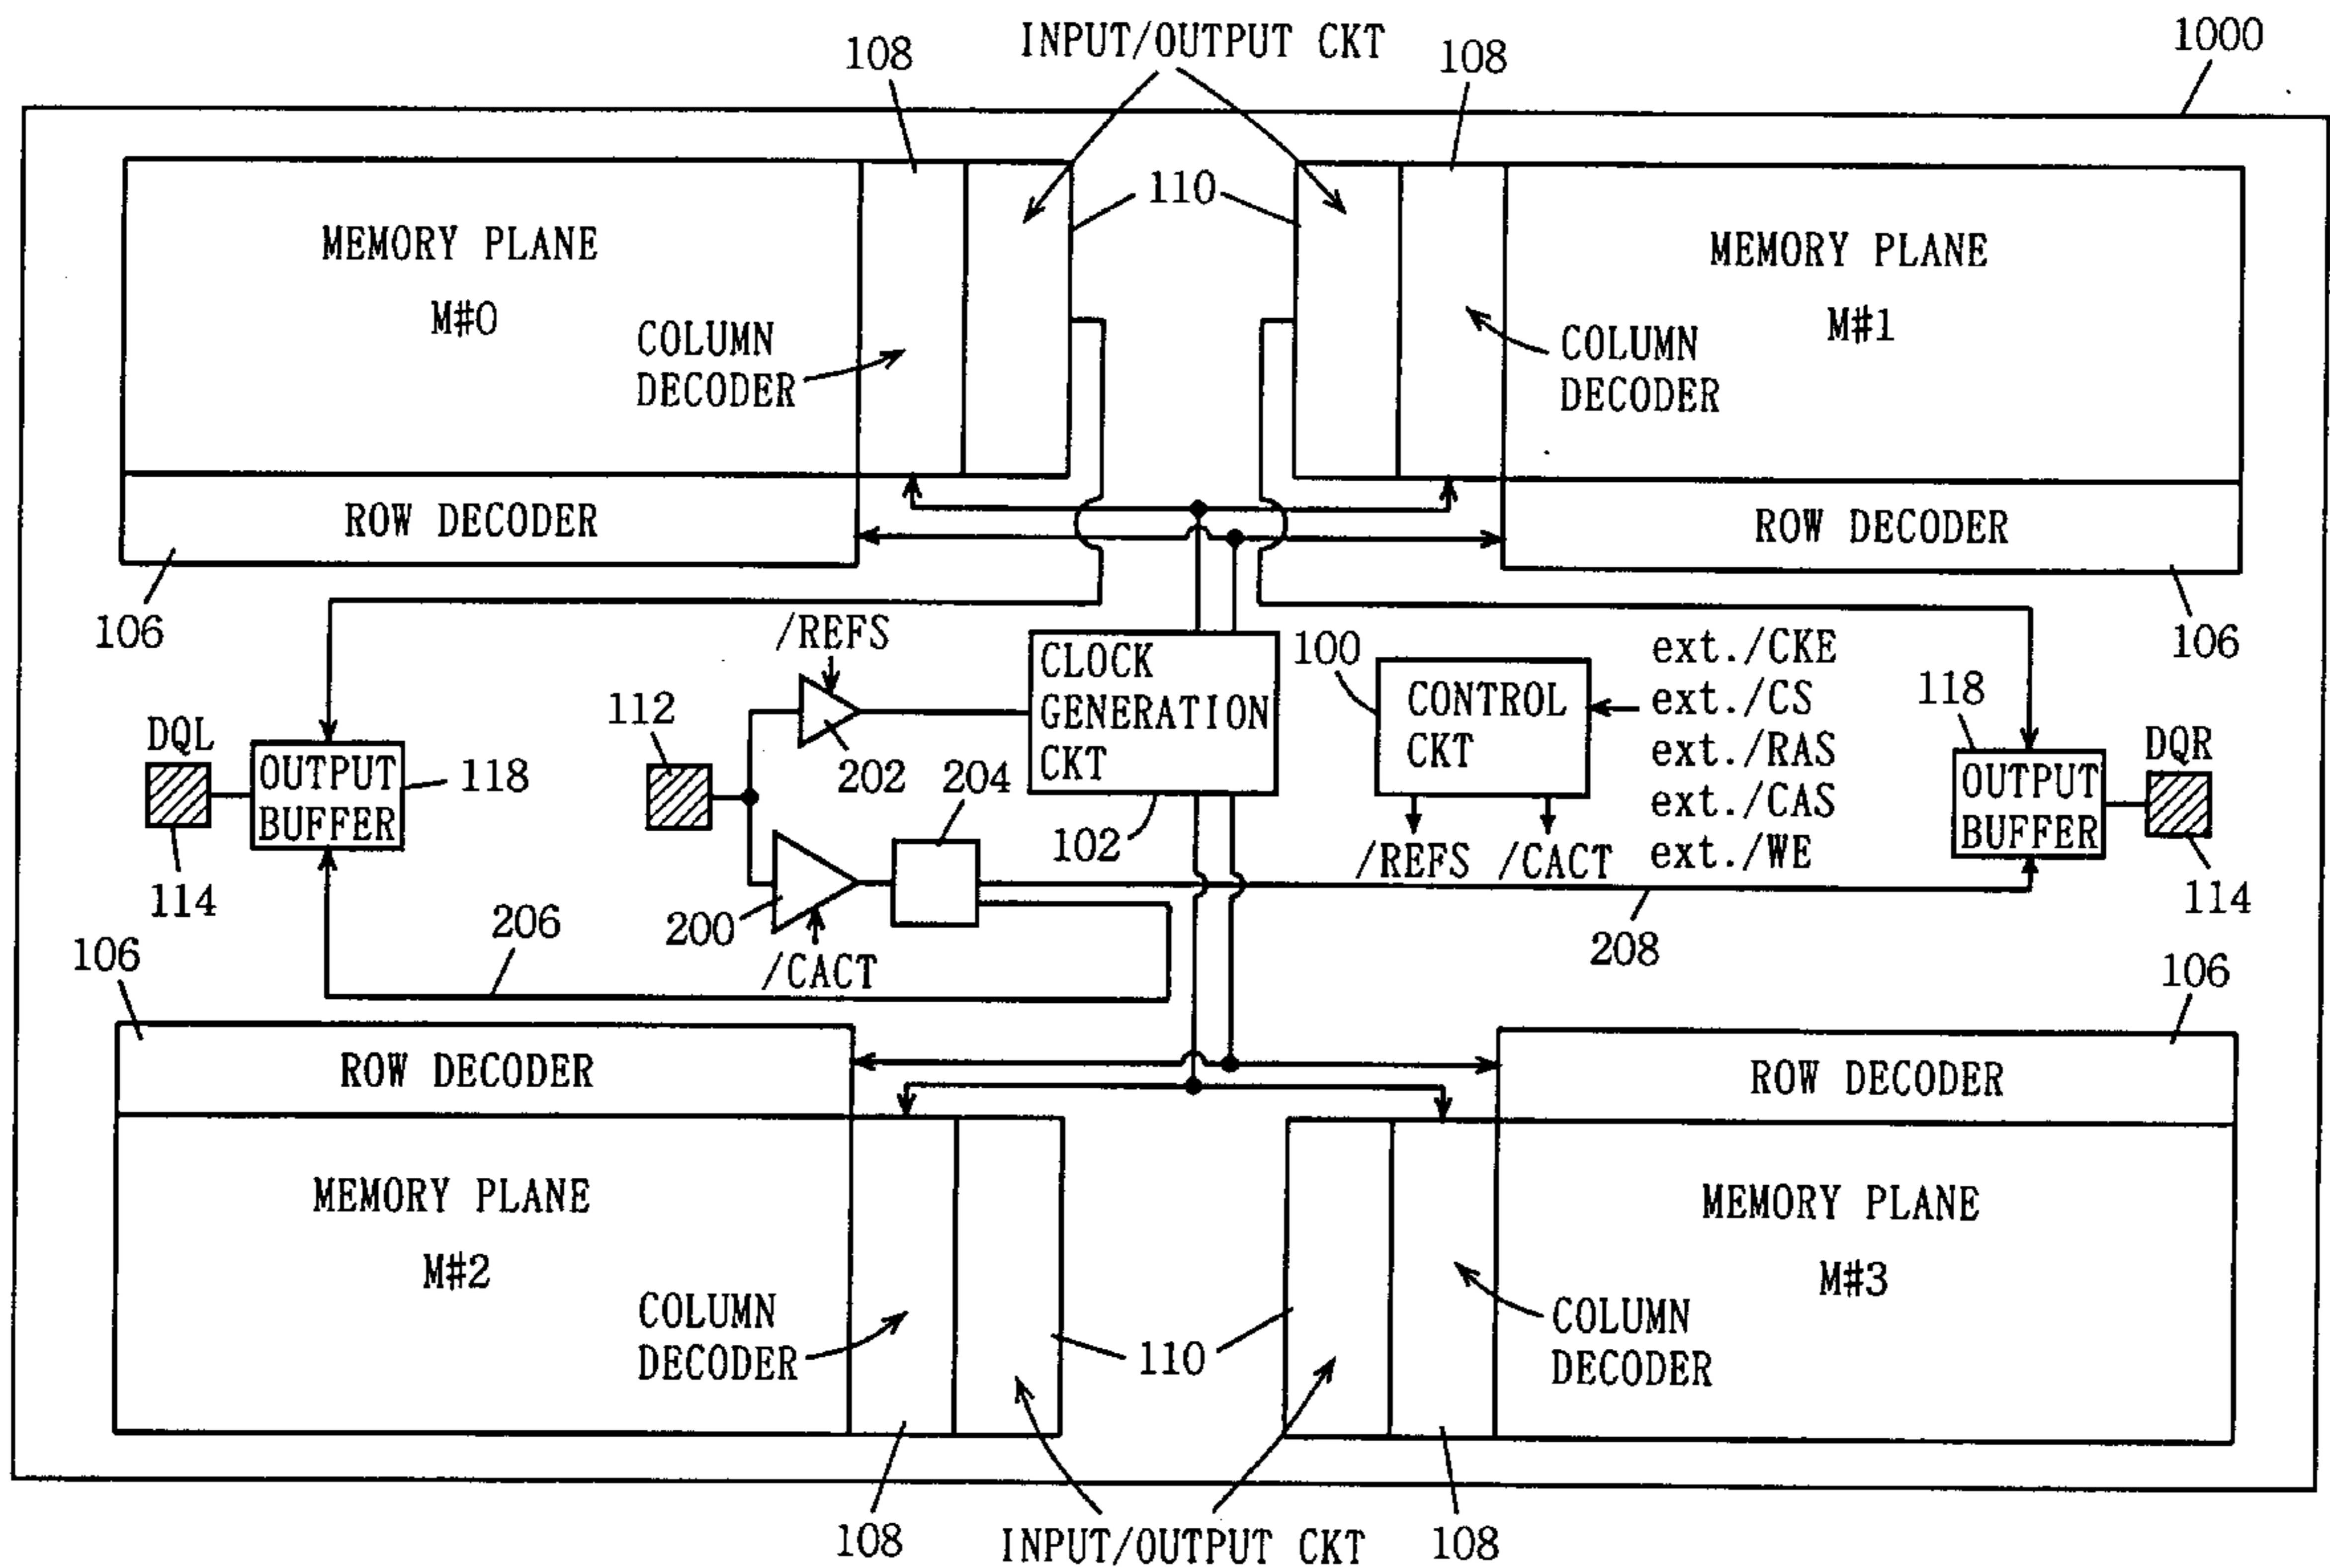 INPUT/OUTPUT CKT
1000
108
108
110
MEMORY PLANE
M#0
MEMORY PLANE
M#1
COLUMN
DECODER
COLUMN
DECODER
ROW DECODER
ROW DECODER
106
106
/REFS
CLOCK
GENERATION
CKT
100
CONTROL
CKT
ext./CKE
ext./CS
ext./RAS
ext./CAS
ext./WE
112
202
118
DQL
OUTPUT
BUFFER
118
DQR
OUTPUT
BUFFER
204
102
/REFS
/CACT
114
114
200
206
208
/CACT
106
106
ROW DECODER
ROW DECODER
MEMORY PLANE
M#2
MEMORY PLANE
M#3
COLUMN
DECODER
COLUMN
DECODER
110
108
INPUT/OUTPUT CKT
108